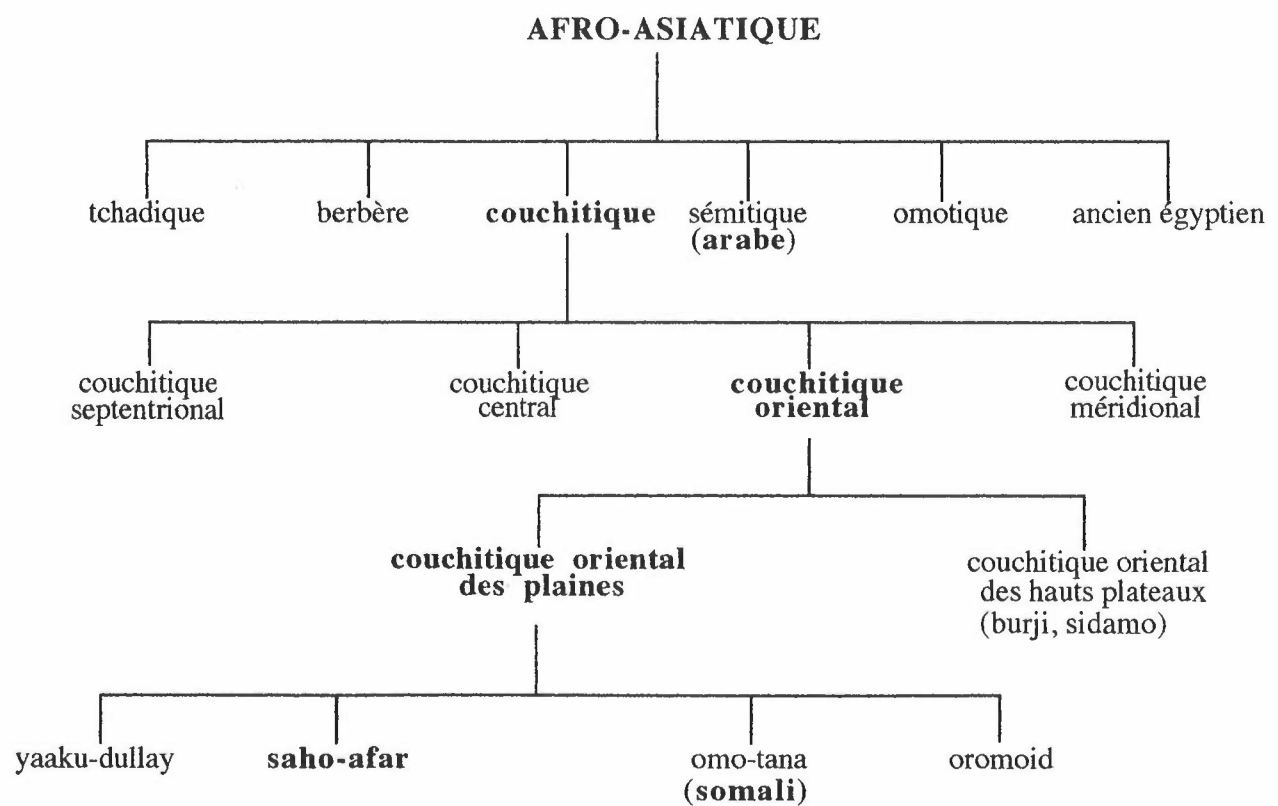 AFRO-ASIATIQUE
tchadique berbère couchitique sémitique omotique ancien égyptien
(arabe)
couchitique couchitique couchitique couchitique
septentrional central oriental méridional
couchitique oriental couchitique oriental
des plaines des hauts plateaux
(burji, sidamo)
yaaku-dullay saho-afar omo-tana oromoid
(somali)